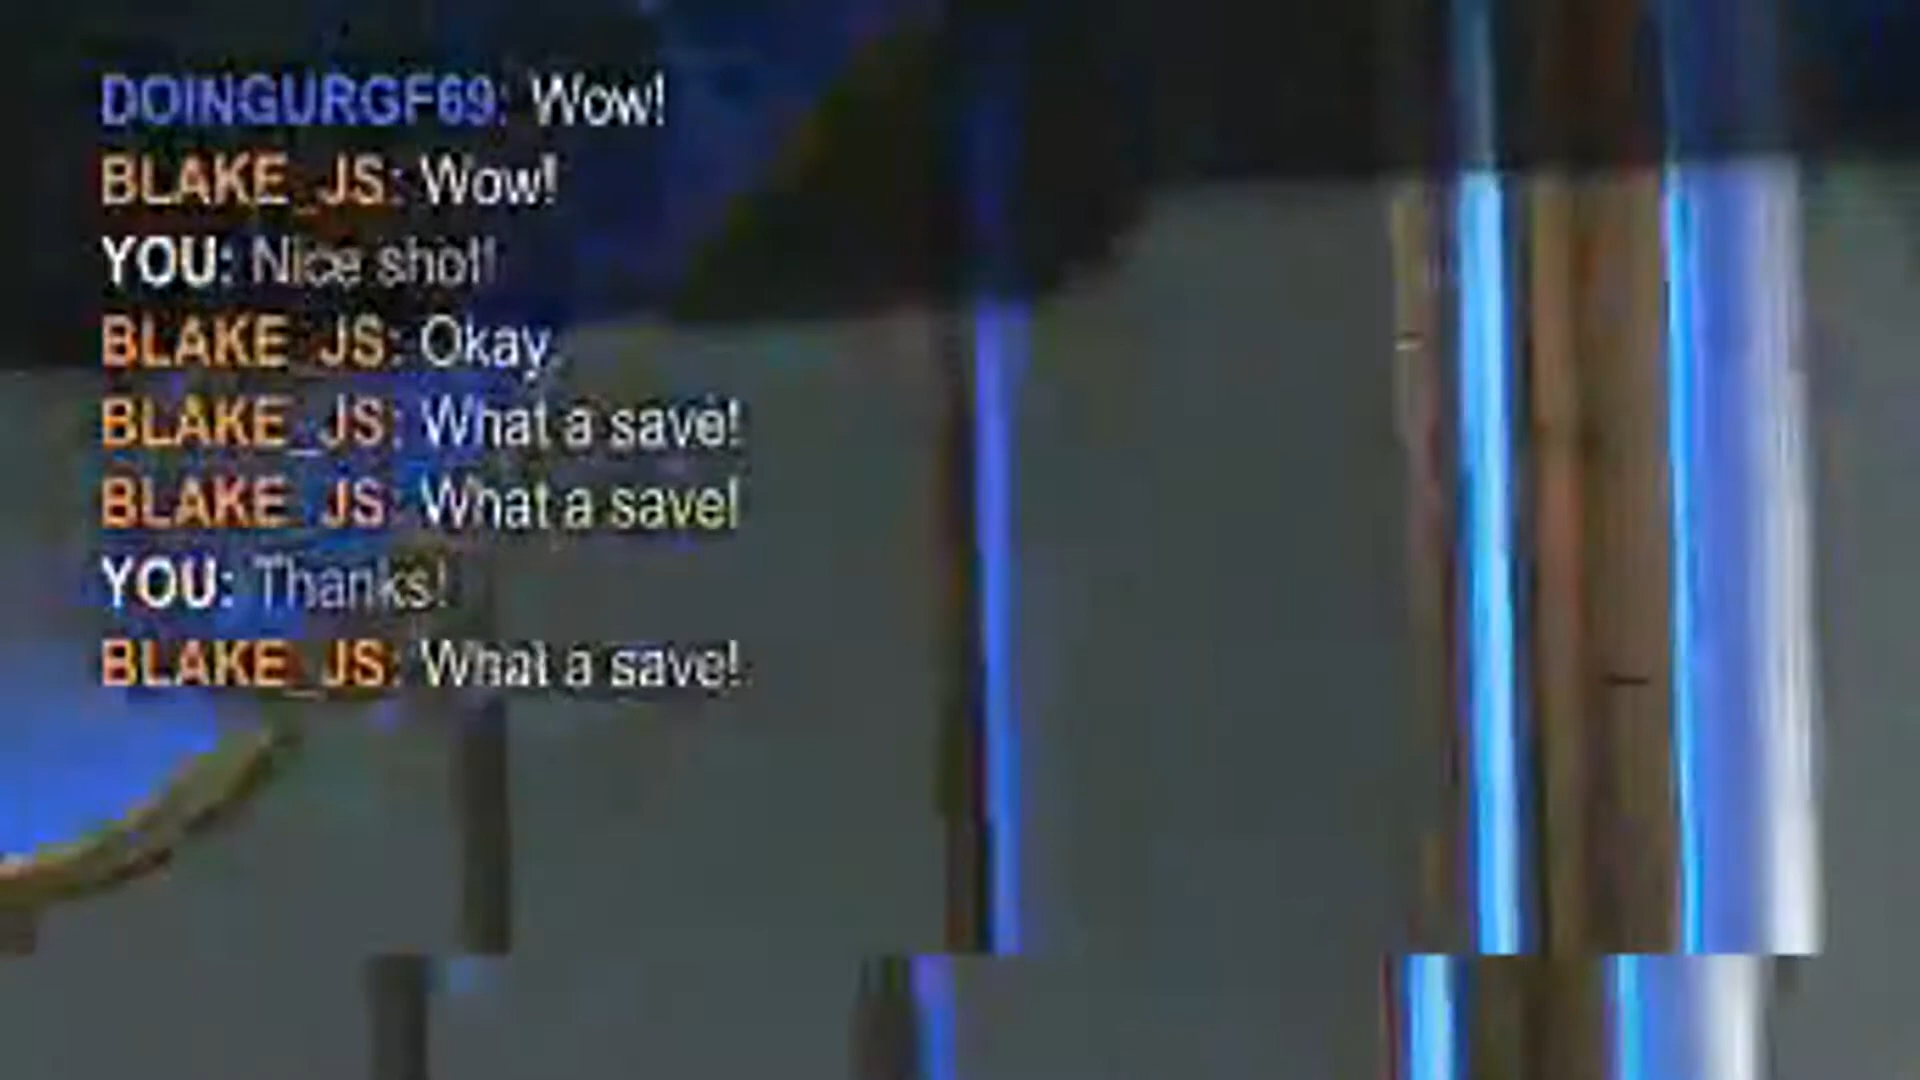 DOINGURGF69: Wow!
BLAKE_JS: Wow!
YOU: Nice shot!
BLAKE_JS: Okay.
BLAKE_JS: What a save!
BLAKE_JS: What a save!
YOU: Thanks!
BLAKE_JS: What a save!